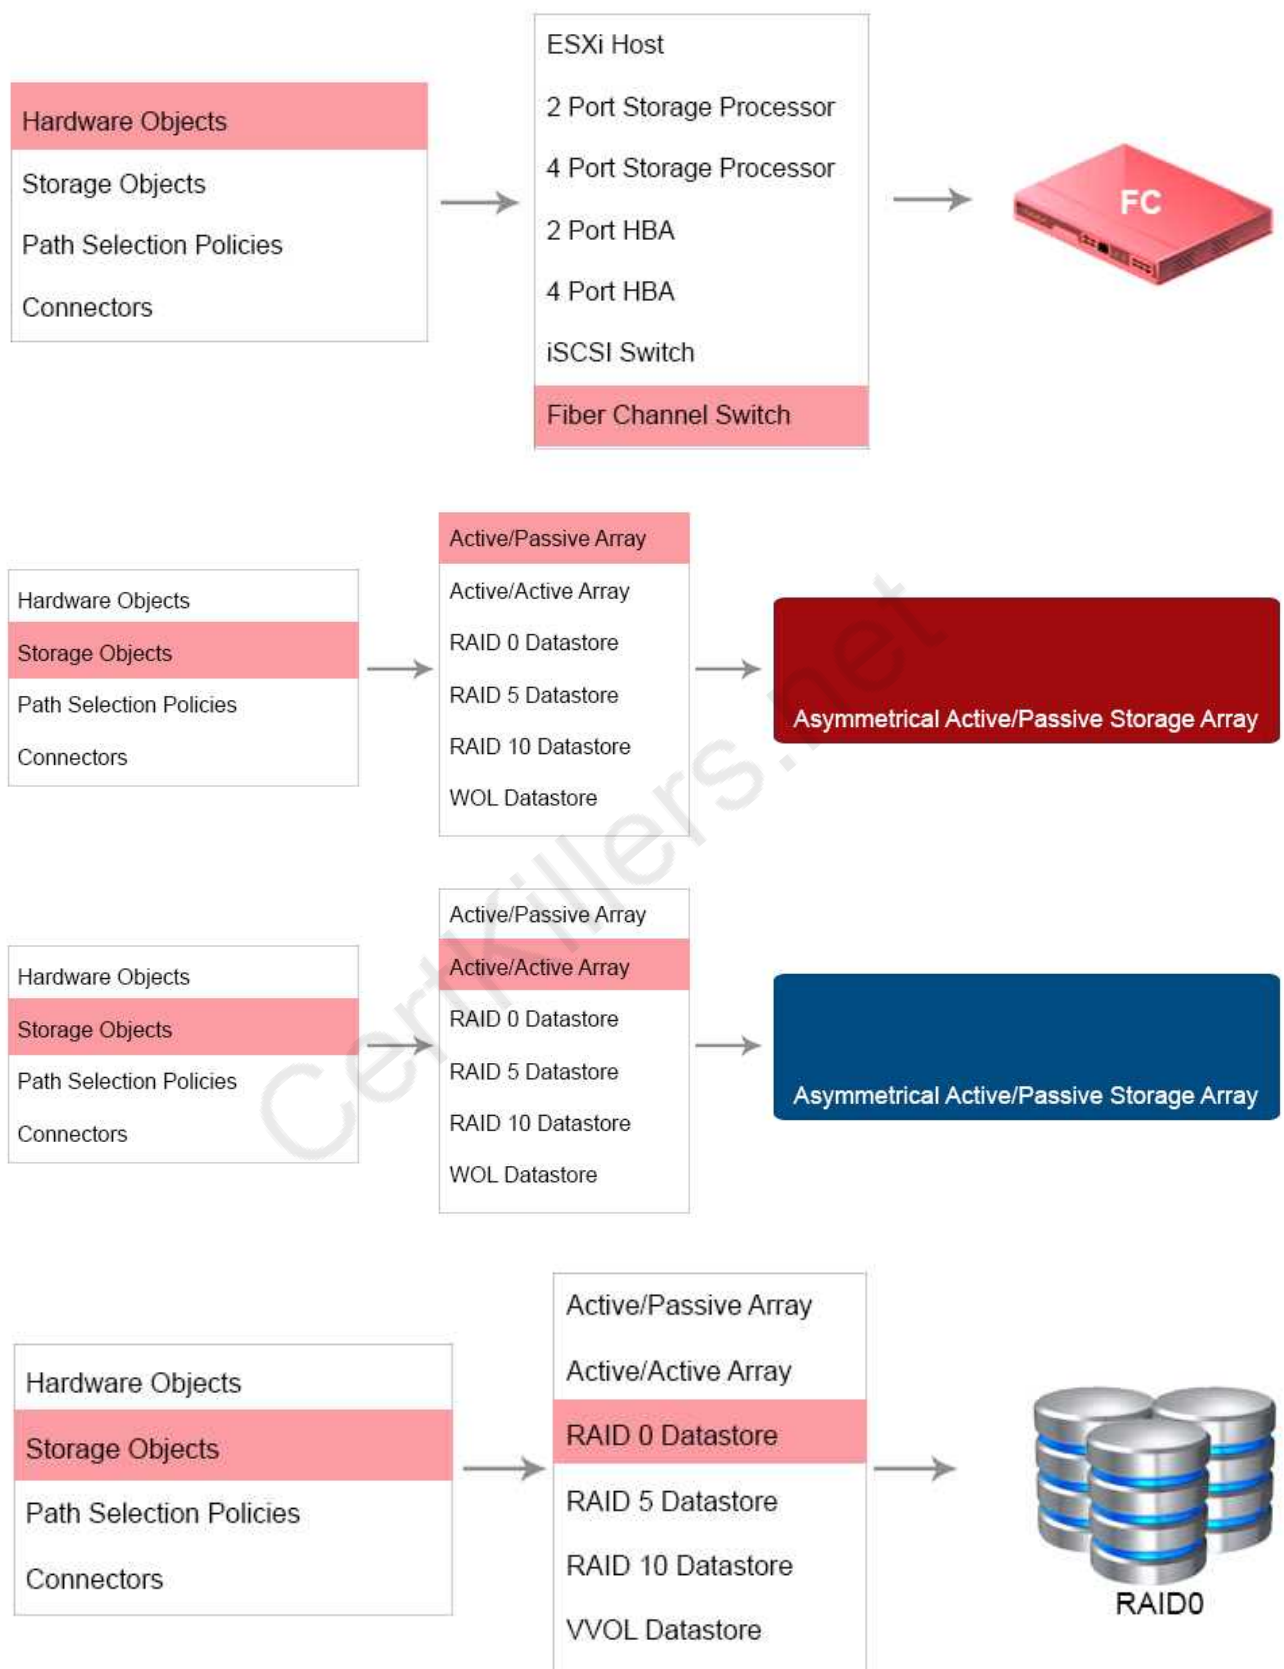 Hardware Objects
Storage Objects
Path Selection Policies
Connectors
ESXi Host
2 Port Storage Processor
4 Port Storage Processor
2 Port HBA
4 Port HBA
iSCSI Switch
Fiber Channel Switch
FC
Hardware Objects
Storage Objects
Path Selection Policies
Connectors
Active/Passive Array
Active/Active Array
RAID 0 Datastore
RAID 5 Datastore
RAID 10 Datastore
WOL Datastore
Asymmetrical Active/Passive Storage Array
Hardware Objects
Storage Objects
Path Selection Policies
Connectors
Active/Passive Array
Active/Active Array
RAID 0 Datastore
RAID 5 Datastore
RAID 10 Datastore
WOL Datastore
Asymmetrical Active/Passive Storage Array
Hardware Objects
Storage Objects
Path Selection Policies
Connectors
Active/Passive Array
Active/Active Array
RAID 0 Datastore
RAID 5 Datastore
RAID 10 Datastore
VVOL Datastore
RAID0
CertKillers.net